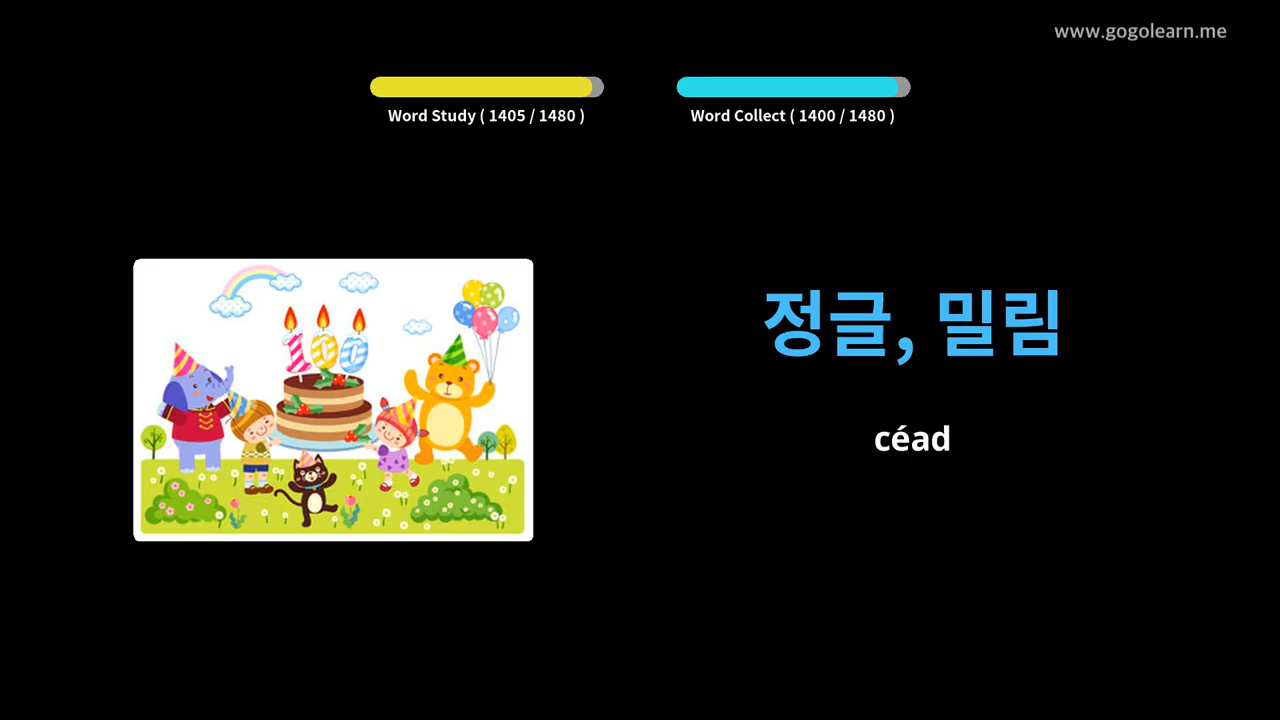 www.gogolearn.me
Word Study ( 1405 / 1480 )
Word Collect ( 1400 / 1480 )
100
정글, 밀림
céad